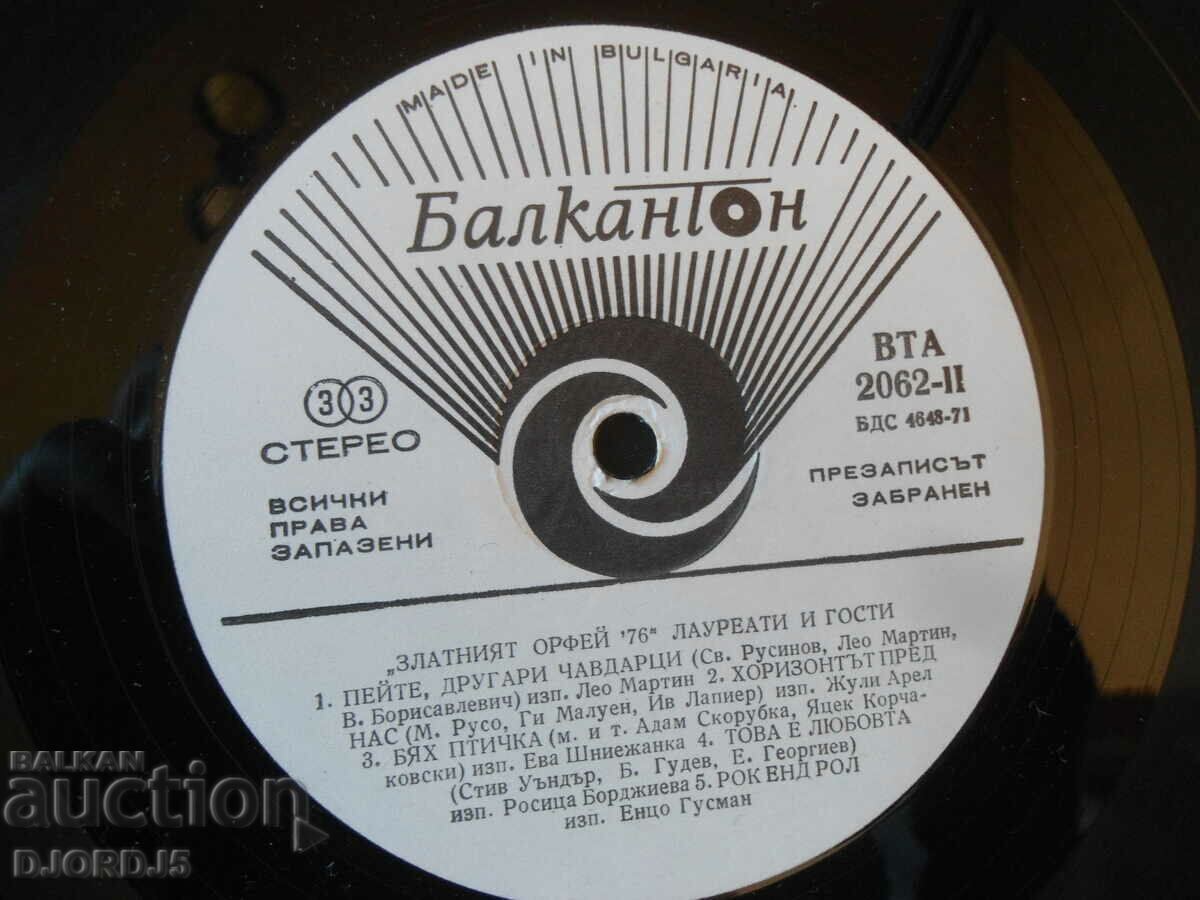 MADE IN BULGARIA
Балкантон
33
СТЕРЕО
ВСИЧКИ
ПРАВА
ЗАПАЗЕНИ
ВТА
2062-II
БДС 4648-71
ПРЕЗАПИСЪТ
ЗАБРАНЕН
„ЗЛАТНИЯТ ОРФЕЙ '76" ЛАУРЕАТИ И ГОСТИ
1. ПЕЙТЕ, ДРУГАРИ ЧАВДАРЦИ (Св. Русинов, Лео Мартин,
В. Борисавлевич) изп. Лео Мартин 2. ХОРИЗОНТЪТ ПРЕД
НАС (М. Русо, Ги Малуен, Ив Лапиер) изп. Жули Арел
3. БЯХ ПТИЧКА (м. и т. Адам Скорубка, Яцек Корча-
ковски) изп. Ева Шниежанка 4. ТОВА Е ЛЮБОВТА
(Стив Уъндър, Б. Гудев, Е. Георгиев)
изп. Росица Борджиева 5. РОК ЕНД РОЛ
изп. Енцо Гусман
BALKAN
auction
DJORDJ5